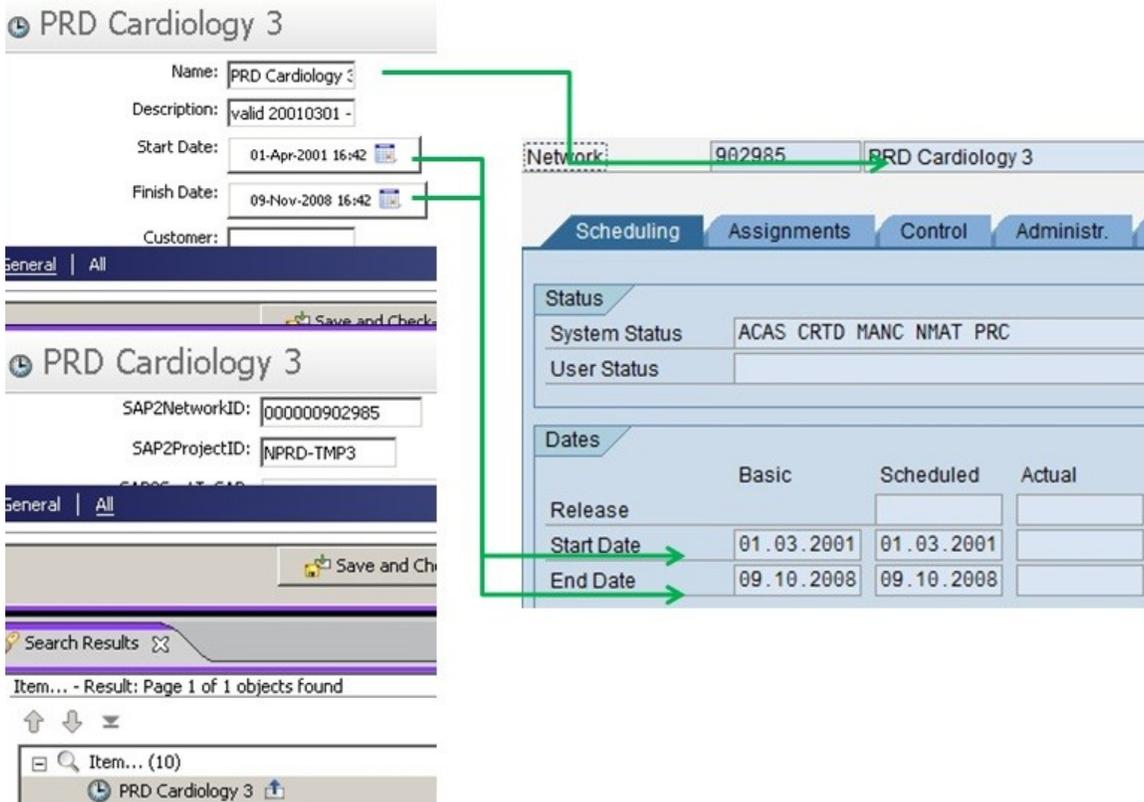 PRD Cardiology 3
Name: PRD Cardiology 3
Description: valid 20010301 -
Start Date: 01-Apr-2001 16:42
Finish Date: 09-Nov-2008 16:42
Customer:
General | All
Save and Check-
PRD Cardiology 3
SAP2NetworkID: 000000902985
SAP2ProjectID: NPRD-TMP3
General | All
Save and Ch
Search Results
Item... - Result: Page 1 of 1 objects found
Item... (10)
PRD Cardiology 3
Network 902985 PRD Cardiology 3
Scheduling Assignments Control Administr.
Status
System Status ACAS CRTD MANC NMAT PRC
User Status
Dates
Basic Scheduled Actual
Release
Start Date 01.03.2001 01.03.2001
End Date 09.10.2008 09.10.2008